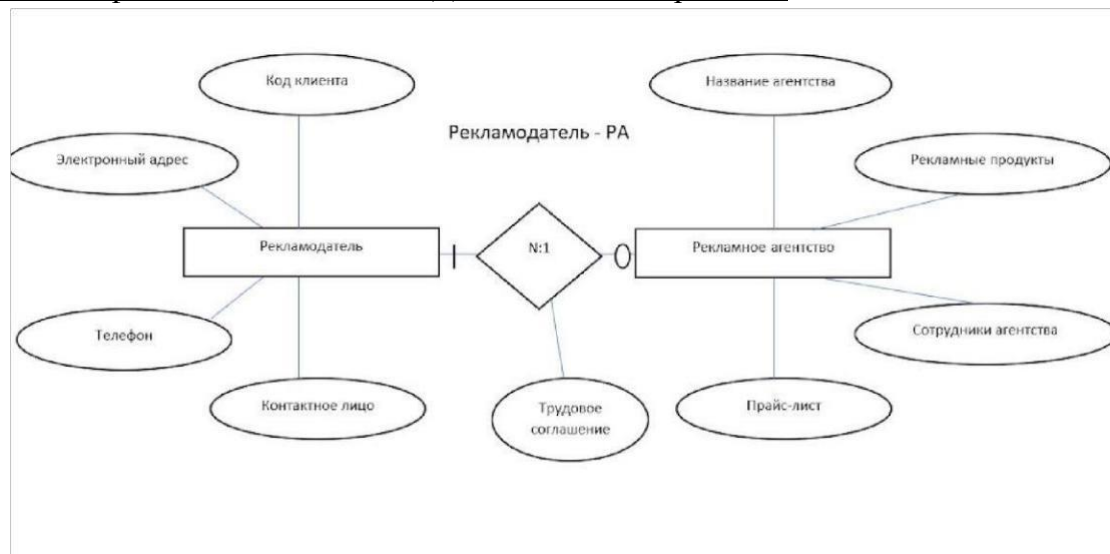 Код клиента
Название агентства
Рекламодатель - РА
Электронный адрес
Рекламные продукты
Рекламодатель
N:1
Рекламное агентство
Телефон
Сотрудники агентства
Контактное лицо
Трудовое
соглашение
Прайс-лист